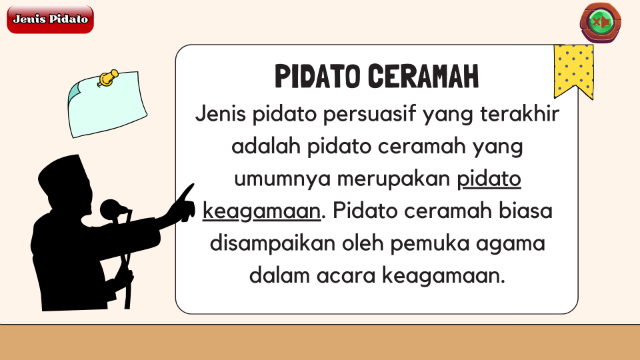 Jenis Pidato
PIDATO CERAMAH
Jenis pidato persuasif yang terakhir
adalah pidato ceramah yang
umumnya merupakan pidato
keagamaan. Pidato ceramah biasa
disampaikan oleh pemuka agama
dalam acara keagamaan.